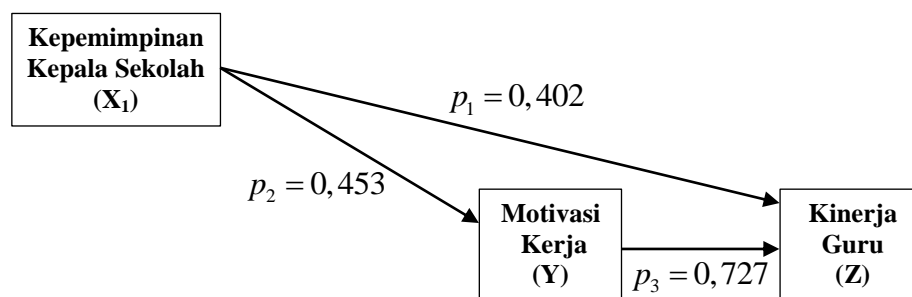 Kepemimpinan
Kepala Sekolah
(X₁)
p₁ = 0,402
p₂ = 0,453
Motivasi
Kerja
(Y)
p₃ = 0,727
Kinerja
Guru
(Z)